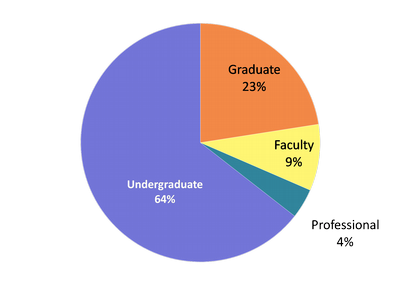 Graduate
23%
Faculty
9%
Undergraduate
64%
Professional
4%